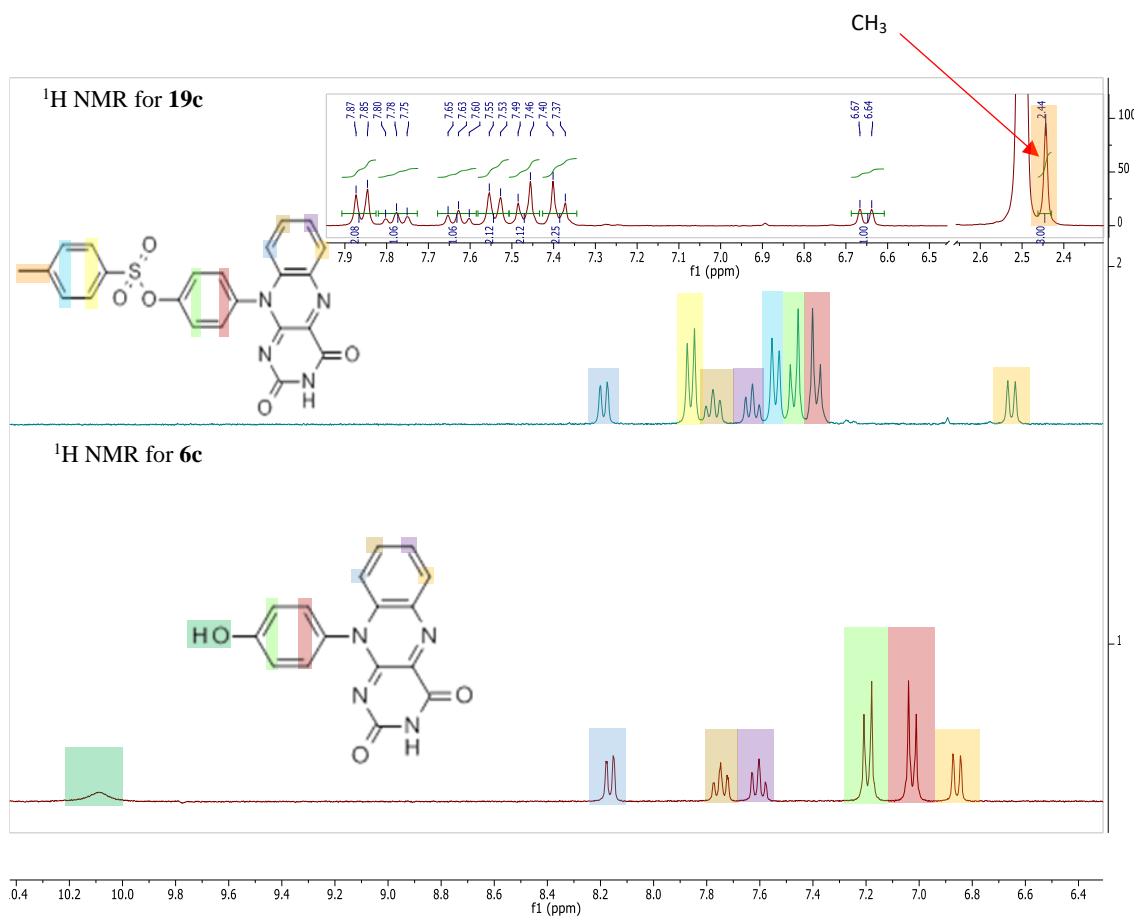 CH3
1H NMR for 19c
7.87 7.85 7.80 7.78 7.75 7.65 7.63 7.60 7.55 7.53 7.49 7.46 7.40 7.37 6.67 6.64 2.44
100
50
0
2.08 1.06 1.06 2.12 2.12 2.25 1.00 3.00
7.9 7.8 7.7 7.6 7.5 7.4 7.3 7.2 7.1 7.0 6.9 6.8 6.7 6.6 6.5 2.6 2.5 2.4
f1 (ppm)
2
O
S
O
O
N
N
N
O
NH
O
1H NMR for 6c
HO
N
N
N
O
N
H
O
1
0.4 10.2 10.0 9.8 9.6 9.4 9.2 9.0 8.8 8.6 8.4 8.2 8.0 7.8 7.6 7.4 7.2 7.0 6.8 6.6 6.4
f1 (ppm)